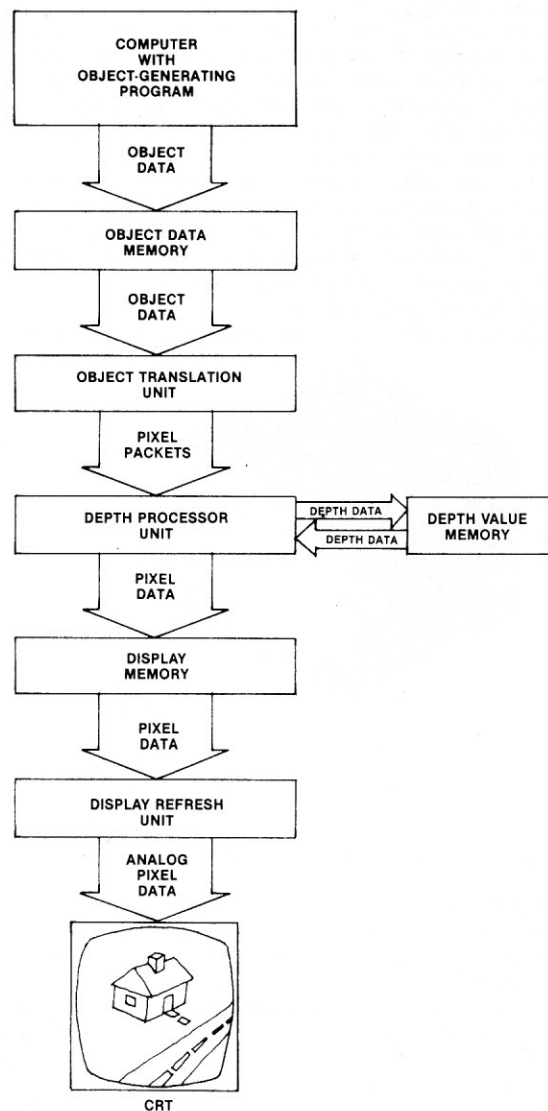 COMPUTER
WITH
OBJECT-GENERATING
PROGRAM
OBJECT
DATA
OBJECT DATA
MEMORY
OBJECT
DATA
OBJECT TRANSLATION
UNIT
PIXEL
PACKETS
DEPTH PROCESSOR
UNIT
DEPTH DATA
DEPTH DATA
DEPTH VALUE
MEMORY
PIXEL
DATA
DISPLAY
MEMORY
PIXEL
DATA
DISPLAY REFRESH
UNIT
ANALOG
PIXEL
DATA
CRT